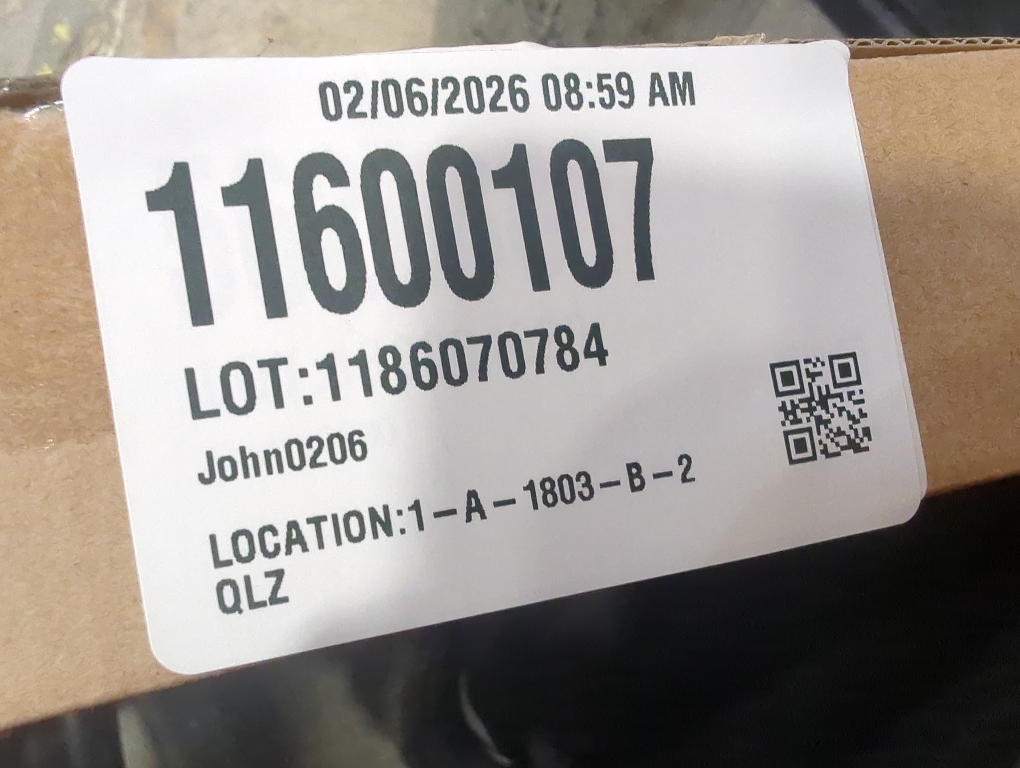 02/06/2026 08:59 AM
11600107
LOT:1186070784
John0206
LOCATION:1-A-1803-B-2
QLZ